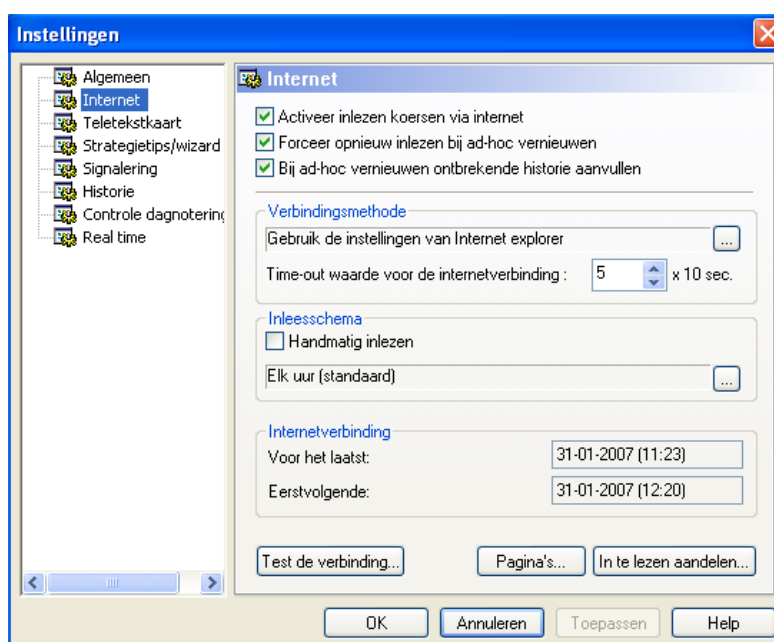 Instellingen
Algemeen
Internet
Teletekstkaart
Strategietips/wizard
Signalering
Historie
Controle dagnotering
Real time
Internet
Activeer inlezen koersen via internet
Forceer opnieuw inlezen bij ad-hoc vernieuwen
Bij ad-hoc vernieuwen ontbrekende historie aanvullen
Verbindingsmethode
Gebruik de instellingen van Internet explorer ...
Time-out waarde voor de internetverbinding : 5 x 10 sec.
Inleesschema
Handmatig inlezen
Elk uur (standaard) ...
Internetverbinding
Voor het laatst: 31-01-2007 (11:23)
Eerstvolgende: 31-01-2007 (12:20)
Test de verbinding... Pagina's... In te lezen aandelen...
OK Annuleren Toepassen Help